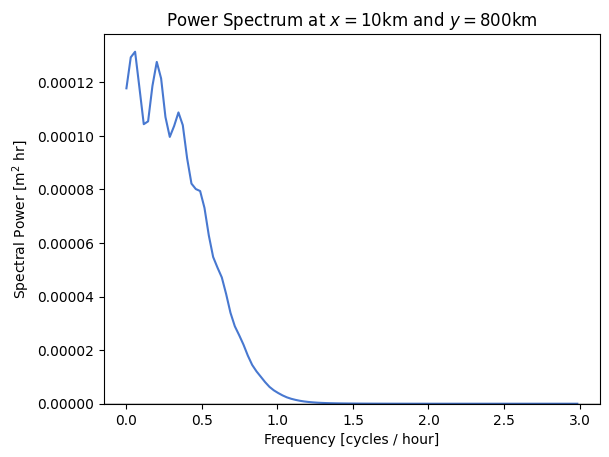 Power Spectrum at x = 10km and y = 800km
Spectral Power [m² hr]
0.00012
0.00010
0.00008
0.00006
0.00004
0.00002
0.00000
0.0 0.5 1.0 1.5 2.0 2.5 3.0
Frequency [cycles / hour]